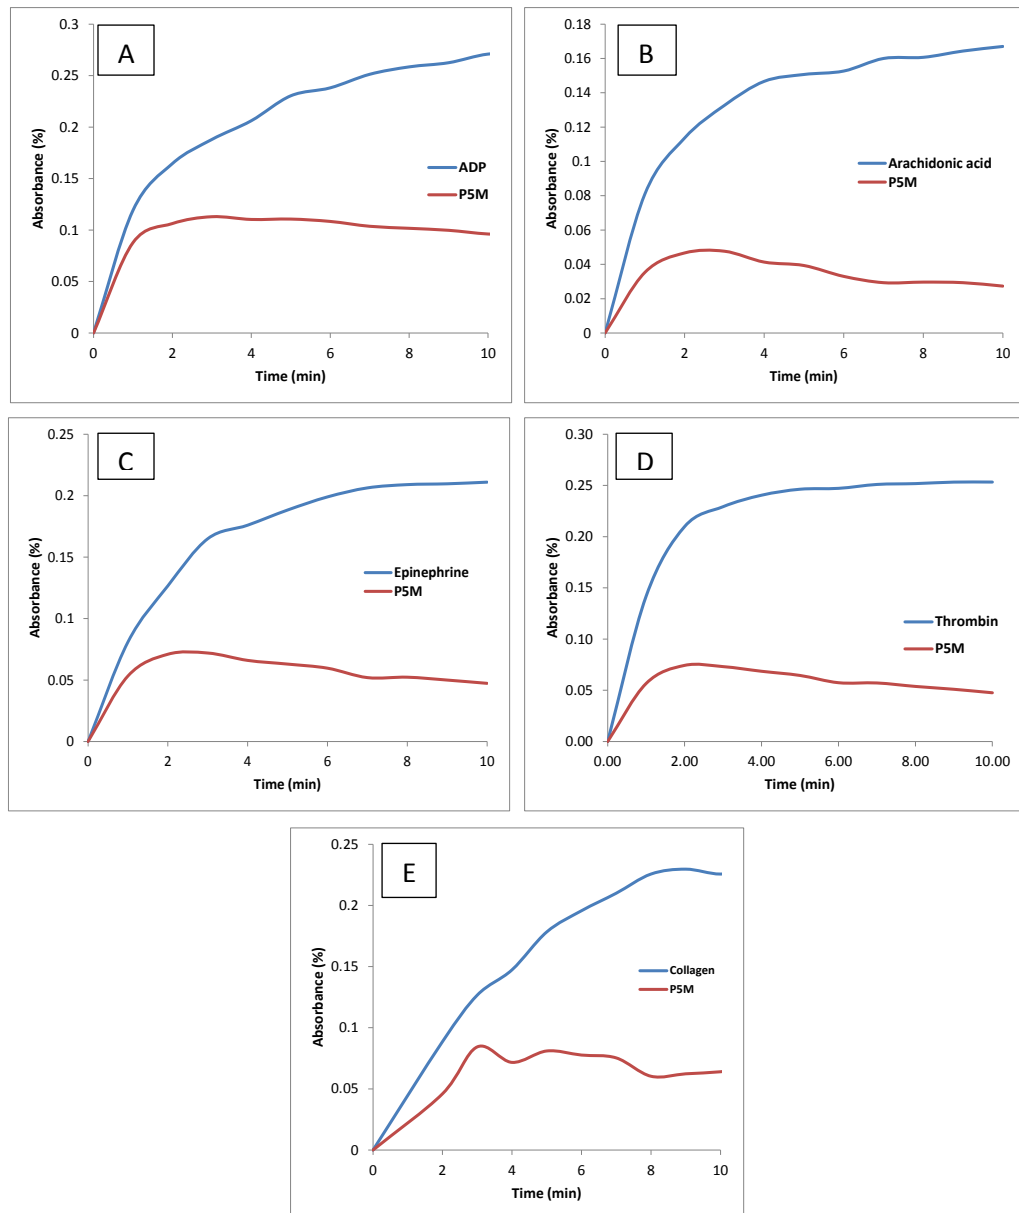 A
0.3
0.25
0.2
0.15
0.1
0.05
0
Absorbance (%)
ADP
P5M
0 2 4 6 8 10
Time (min)
B
0.18
0.16
0.14
0.12
0.1
0.08
0.06
0.04
0.02
0
Absorbance (%)
Arachidonic acid
P5M
0 2 4 6 8 10
Time (min)
C
0.25
0.2
0.15
0.1
0.05
0
Absorbance (%)
Epinephrine
P5M
0 2 4 6 8 10
Time (min)
D
0.30
0.25
0.20
0.15
0.10
0.05
0.00
Absorbance (%)
Thrombin
P5M
0.00 2.00 4.00 6.00 8.00 10.00
Time (min)
E
0.25
0.2
0.15
0.1
0.05
0
Absorbance (%)
Collagen
P5M
0 2 4 6 8 10
Time (min)